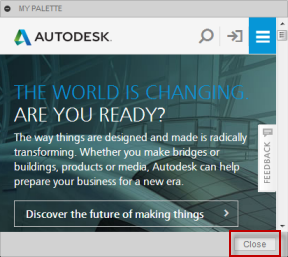 MY PALETTE
AUTODESK.
THE WORLD IS CHANGING.
ARE YOU READY?
The way things are designed and made is radically
transforming. Whether you make bridges or
buildings, products or media, Autodesk can help
prepare your business for a new era.
FEEDBACK
Discover the future of making things
Close